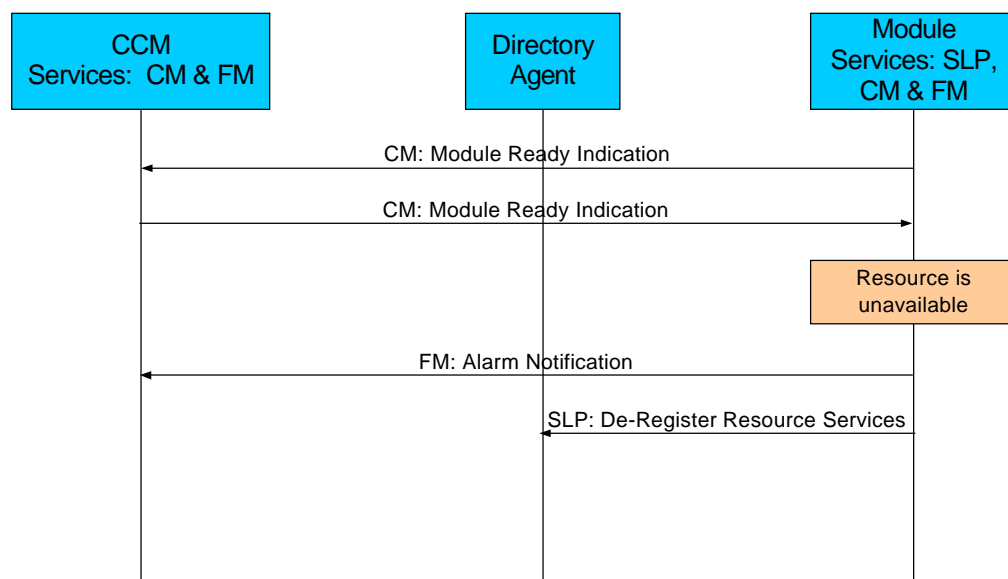 CCM
Services: CM & FM
Directory
Agent
Module
Services: SLP,
CM & FM
CM: Module Ready Indication
CM: Module Ready Indication
Resource is
unavailable
FM: Alarm Notification
SLP: De-Register Resource Services